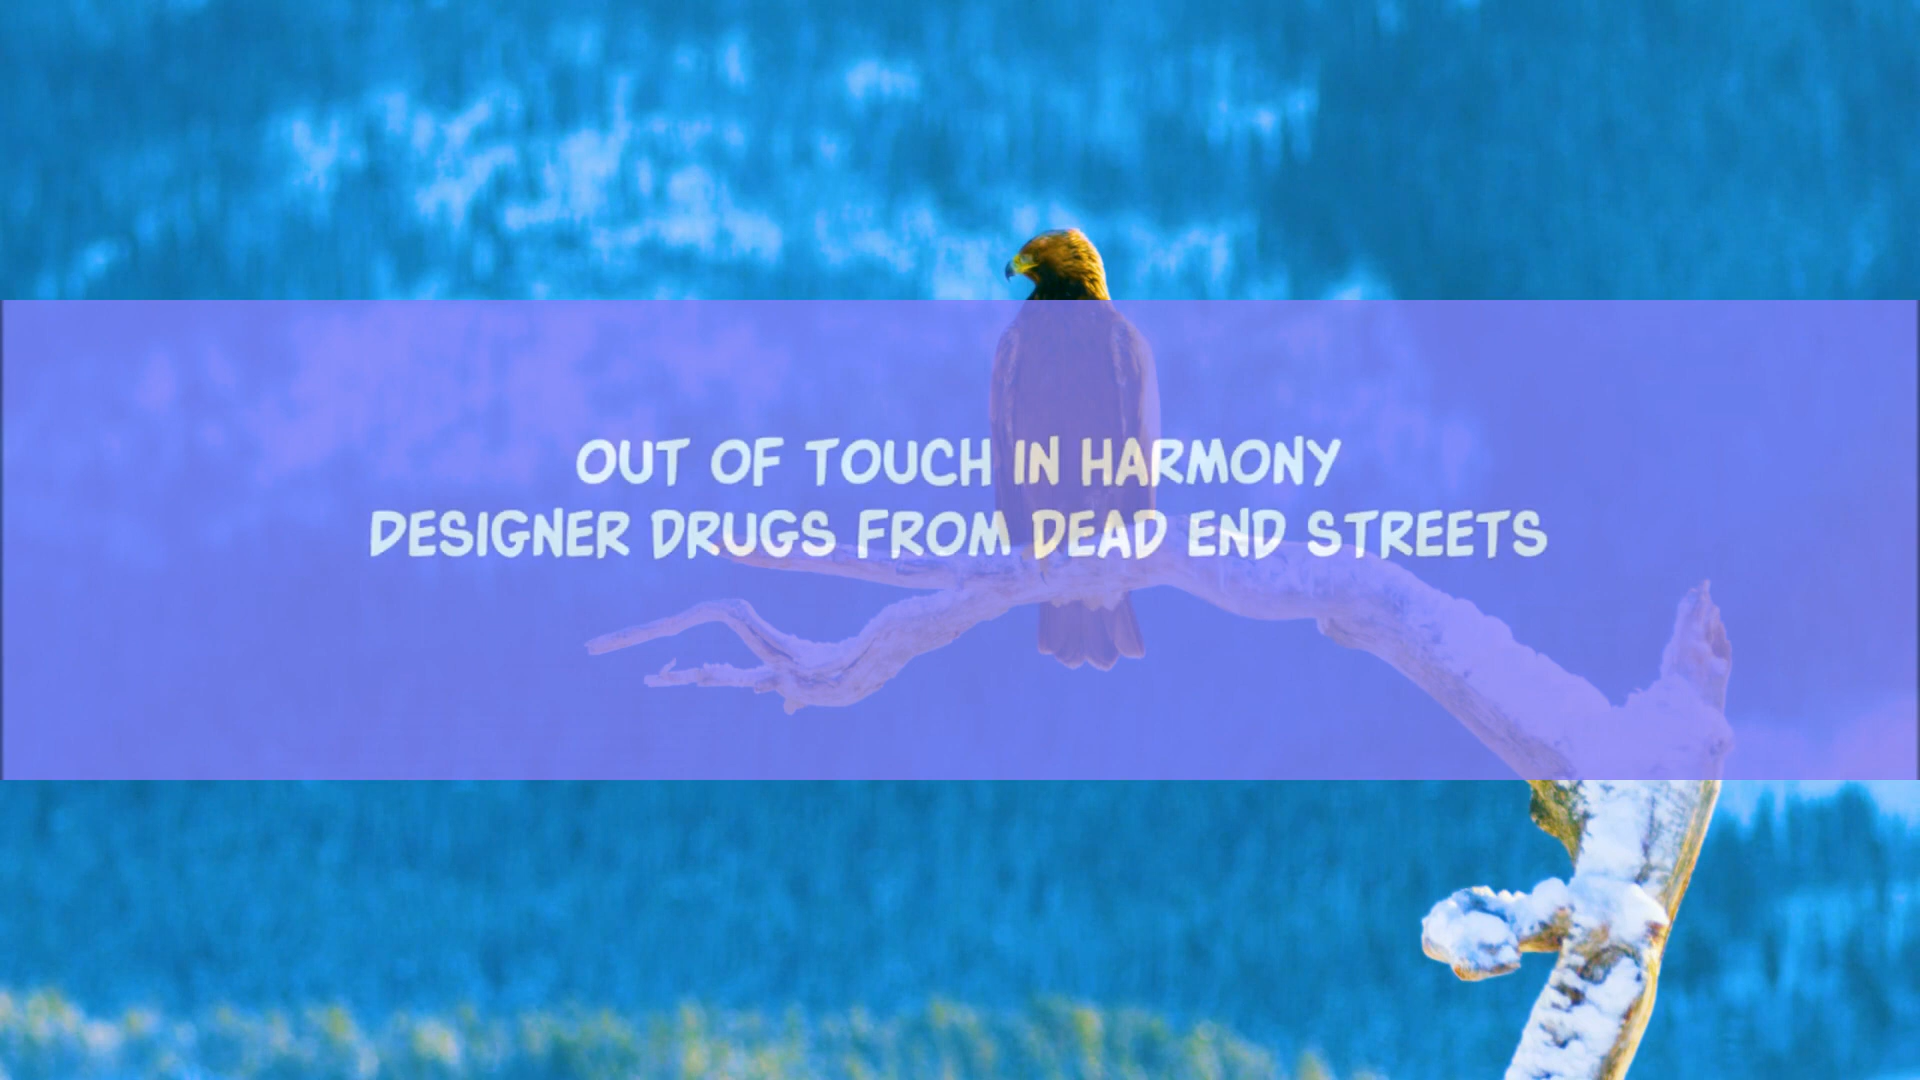 OUT OF TOUCH IN HARMONY
DESIGNER DRUGS FROM DEAD END STREETS